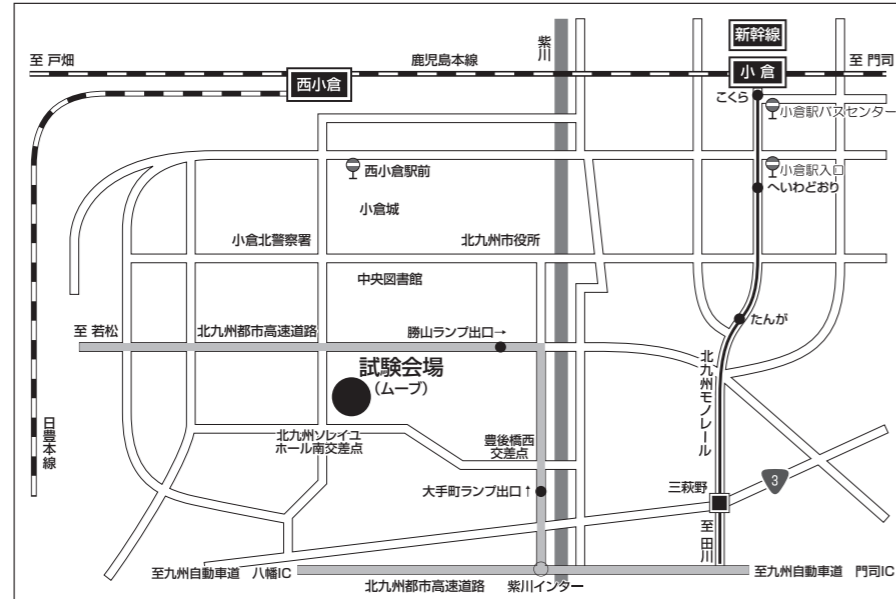 新幹線
紫川
至 戸畑
鹿児島本線
小 倉
至 門司
西小倉
こくら
小倉駅バスセンター
西小倉駅前
小倉駅入口
へいわどおり
小倉城
小倉北警察署
北九州市役所
中央図書館
たんが
至 若松
北九州都市高速道路
勝山ランプ出口→
試験会場
(ムーブ)
北九州モノレール
日豊本線
北九州ソレイユ
ホール南交差点
豊後橋西
交差点
大手町ランプ出口↑
三萩野
3
至 田川
至九州自動車道 八幡IC
至九州自動車道 門司IC
北九州都市高速道路
紫川インター